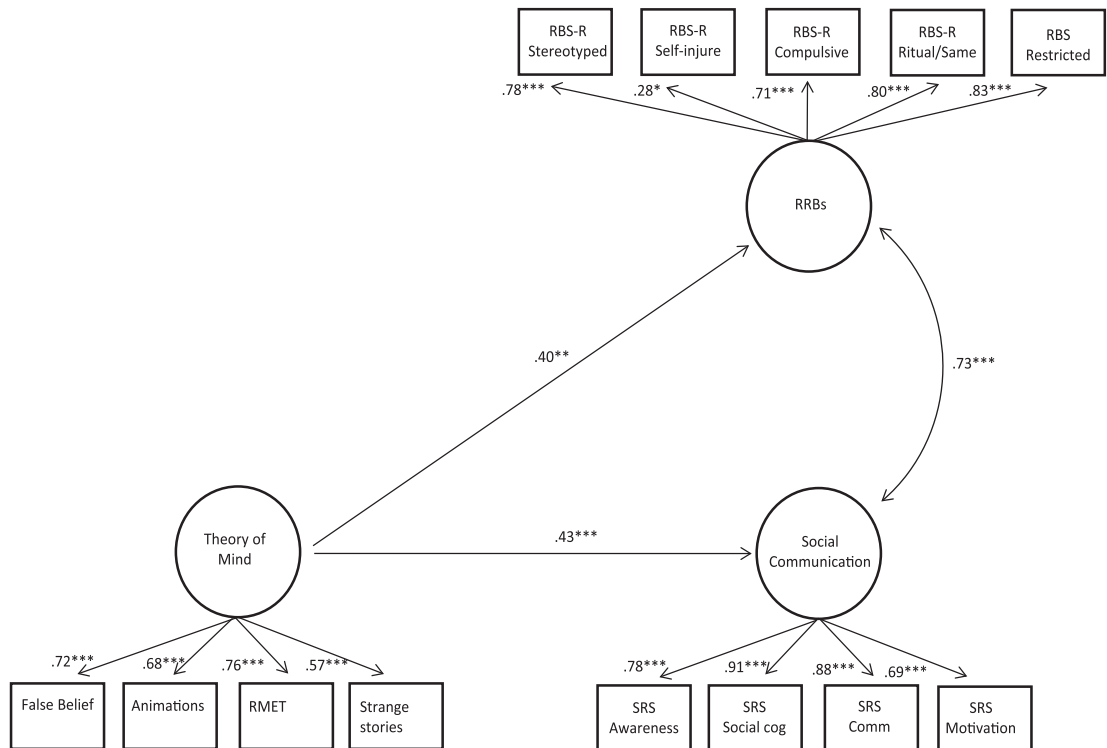 RBS-R
Stereotyped
RBS-R
Self-injure
RBS-R
Compulsive
RBS-R
Ritual/Same
RBS
Restricted
.78***
.28*
.71***
.80***
.83***
RRBs
.40**
.73***
Theory of
Mind
.43***
Social
Communication
.72***
.68***
.76***
.57***
.78***
.91***
.88***
.69***
False Belief
Animations
RMET
Strange
stories
SRS
Awareness
SRS
Social cog
SRS
Comm
SRS
Motivation